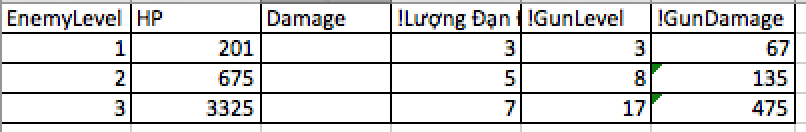 EnemyLevel HP Damage !Lượng Đạn !GunLevel !GunDamage
1 201 3 3 67
2 675 5 8 135
3 3325 7 17 475